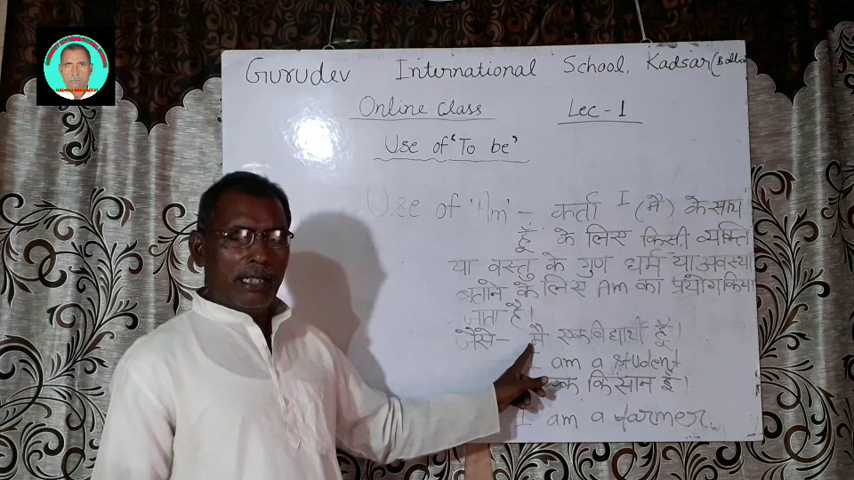 Gurudev International School, Kadsar (Ballia
Online class Lec-1
Use of 'To be'
Use of 'Am' - कर्ता I (मैं) के साथ
हूँ के लिए किसी व्यक्ति
या वस्तु के गुण धर्म या अवस्था
बताने के लिए Am का प्रयोग किया
जाता है।
जैसे- मैं एक विद्यार्थी हूँ।
I am a student
एक किसान हूँ।
I am a farmer.